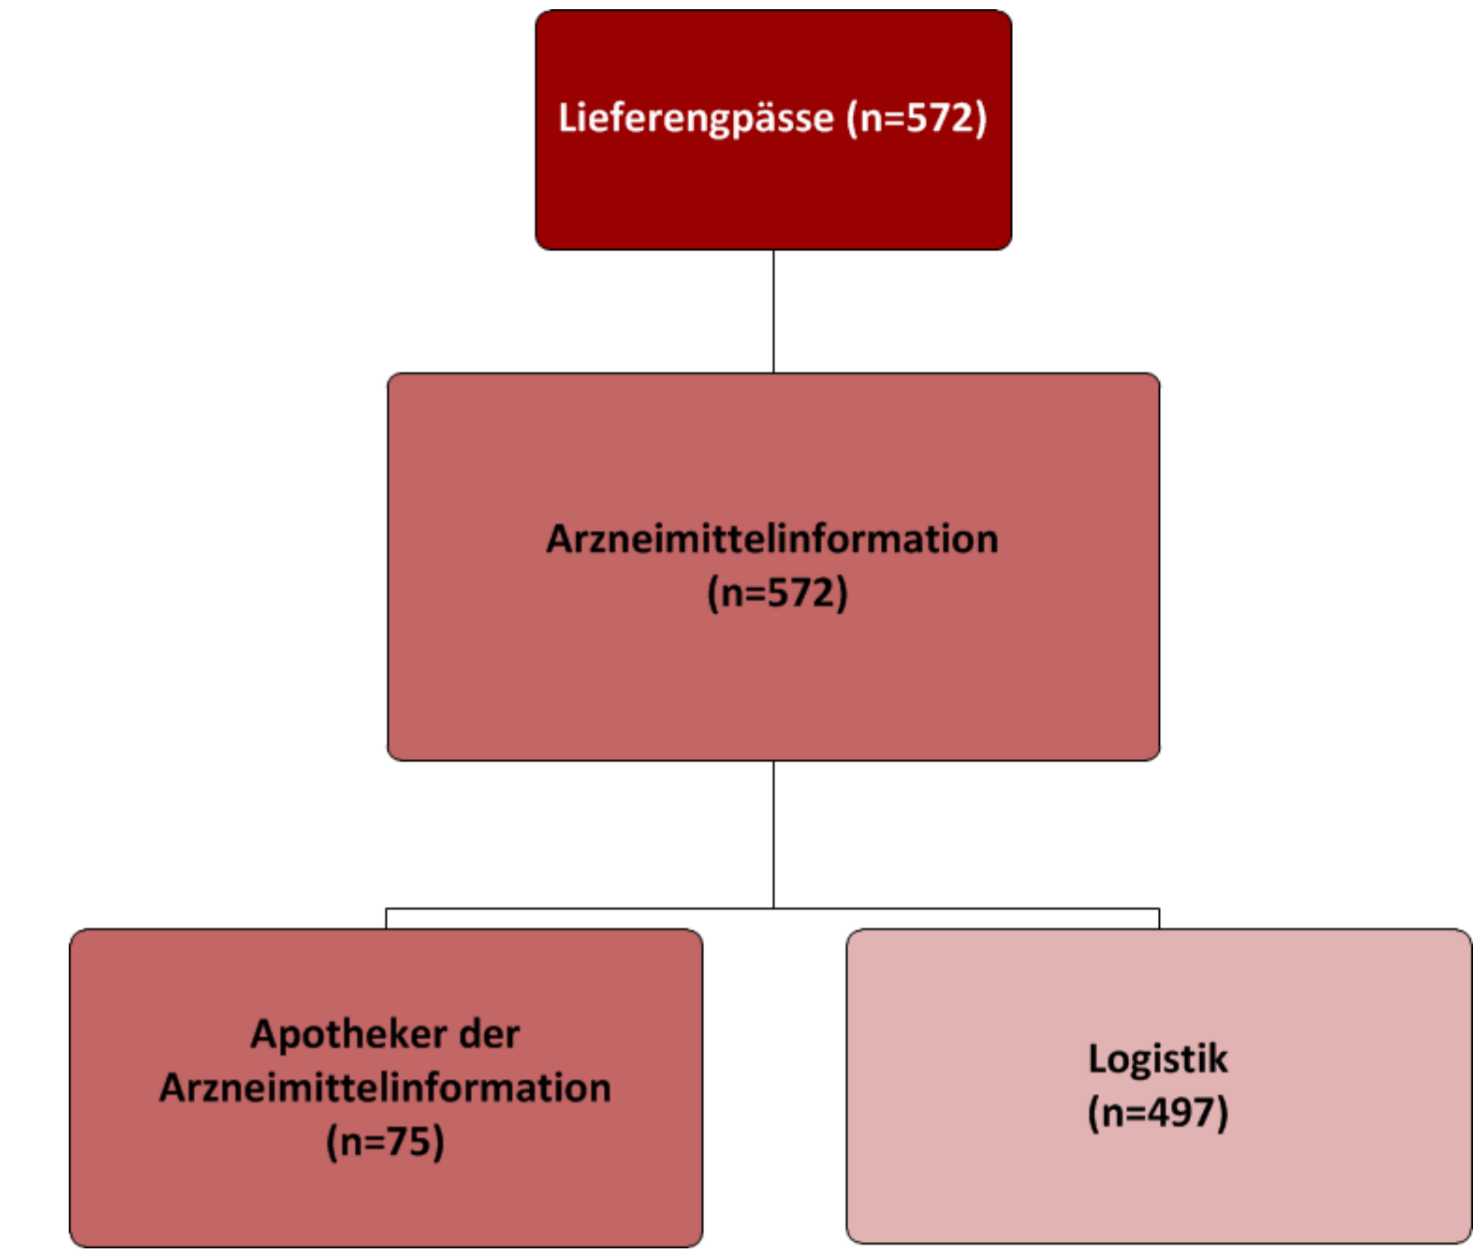 Lieferengpässe (n=572)
Arzneimittelinformation
(n=572)
Apotheker der
Arzneimittelinformation
(n=75)
Logistik
(n=497)